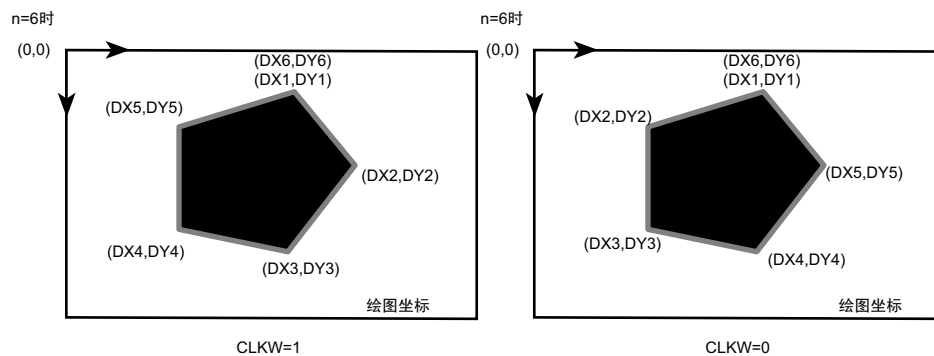 n=6时
(0,0)
(DX6,DY6)
(DX1,DY1)
(DX5,DY5)
(DX2,DY2)
(DX4,DY4)
(DX3,DY3)
绘图坐标
CLKW=1
n=6时
(0,0)
(DX6,DY6)
(DX1,DY1)
(DX2,DY2)
(DX5,DY5)
(DX3,DY3)
(DX4,DY4)
绘图坐标
CLKW=0